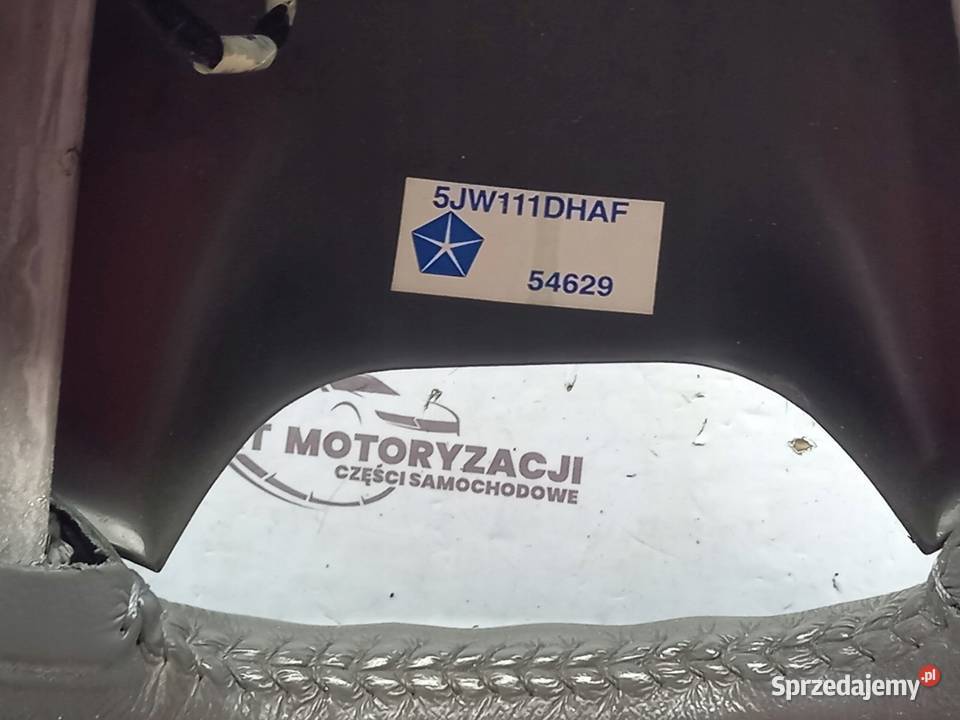 5JW111DHAF
54629
T MOTORYZACJI
CZĘŚCI SAMOCHODOWE
Sprzedajemy.pl